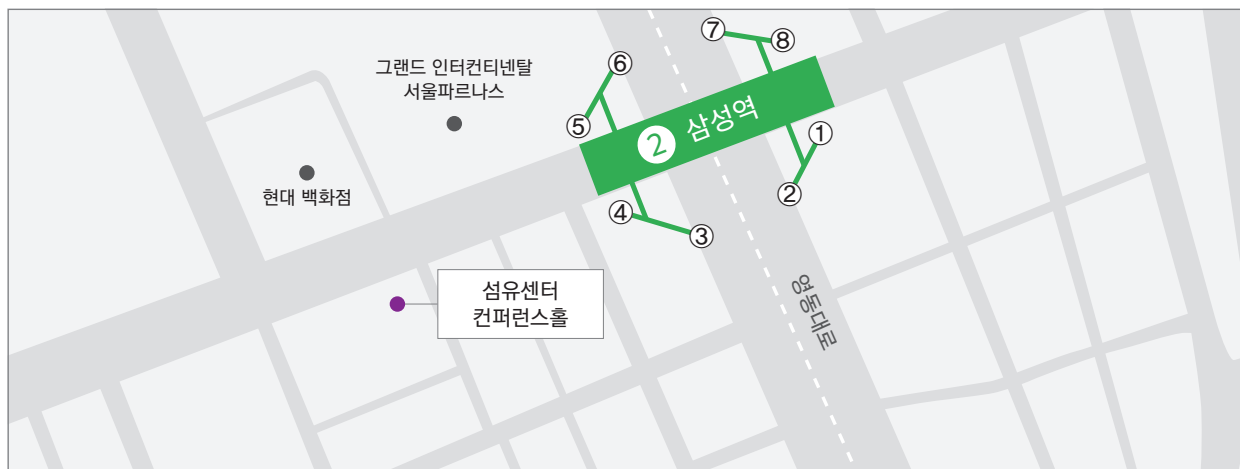 ⑦
⑧
⑥
그랜드 인터컨티넨탈
서울파르나스
⑤
2 삼성역
①
현대 백화점
②
④
③
섬유센터
컨퍼런스홀
영동대로